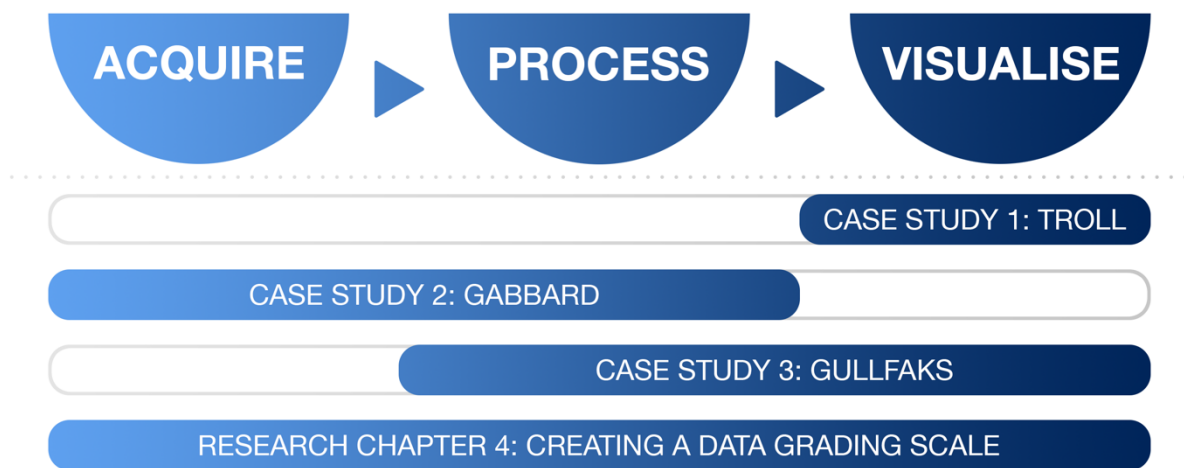 ACQUIRE
PROCESS
VISUALISE
CASE STUDY 1: TROLL
CASE STUDY 2: GABBARD
CASE STUDY 3: GULLFAKS
RESEARCH CHAPTER 4: CREATING A DATA GRADING SCALE